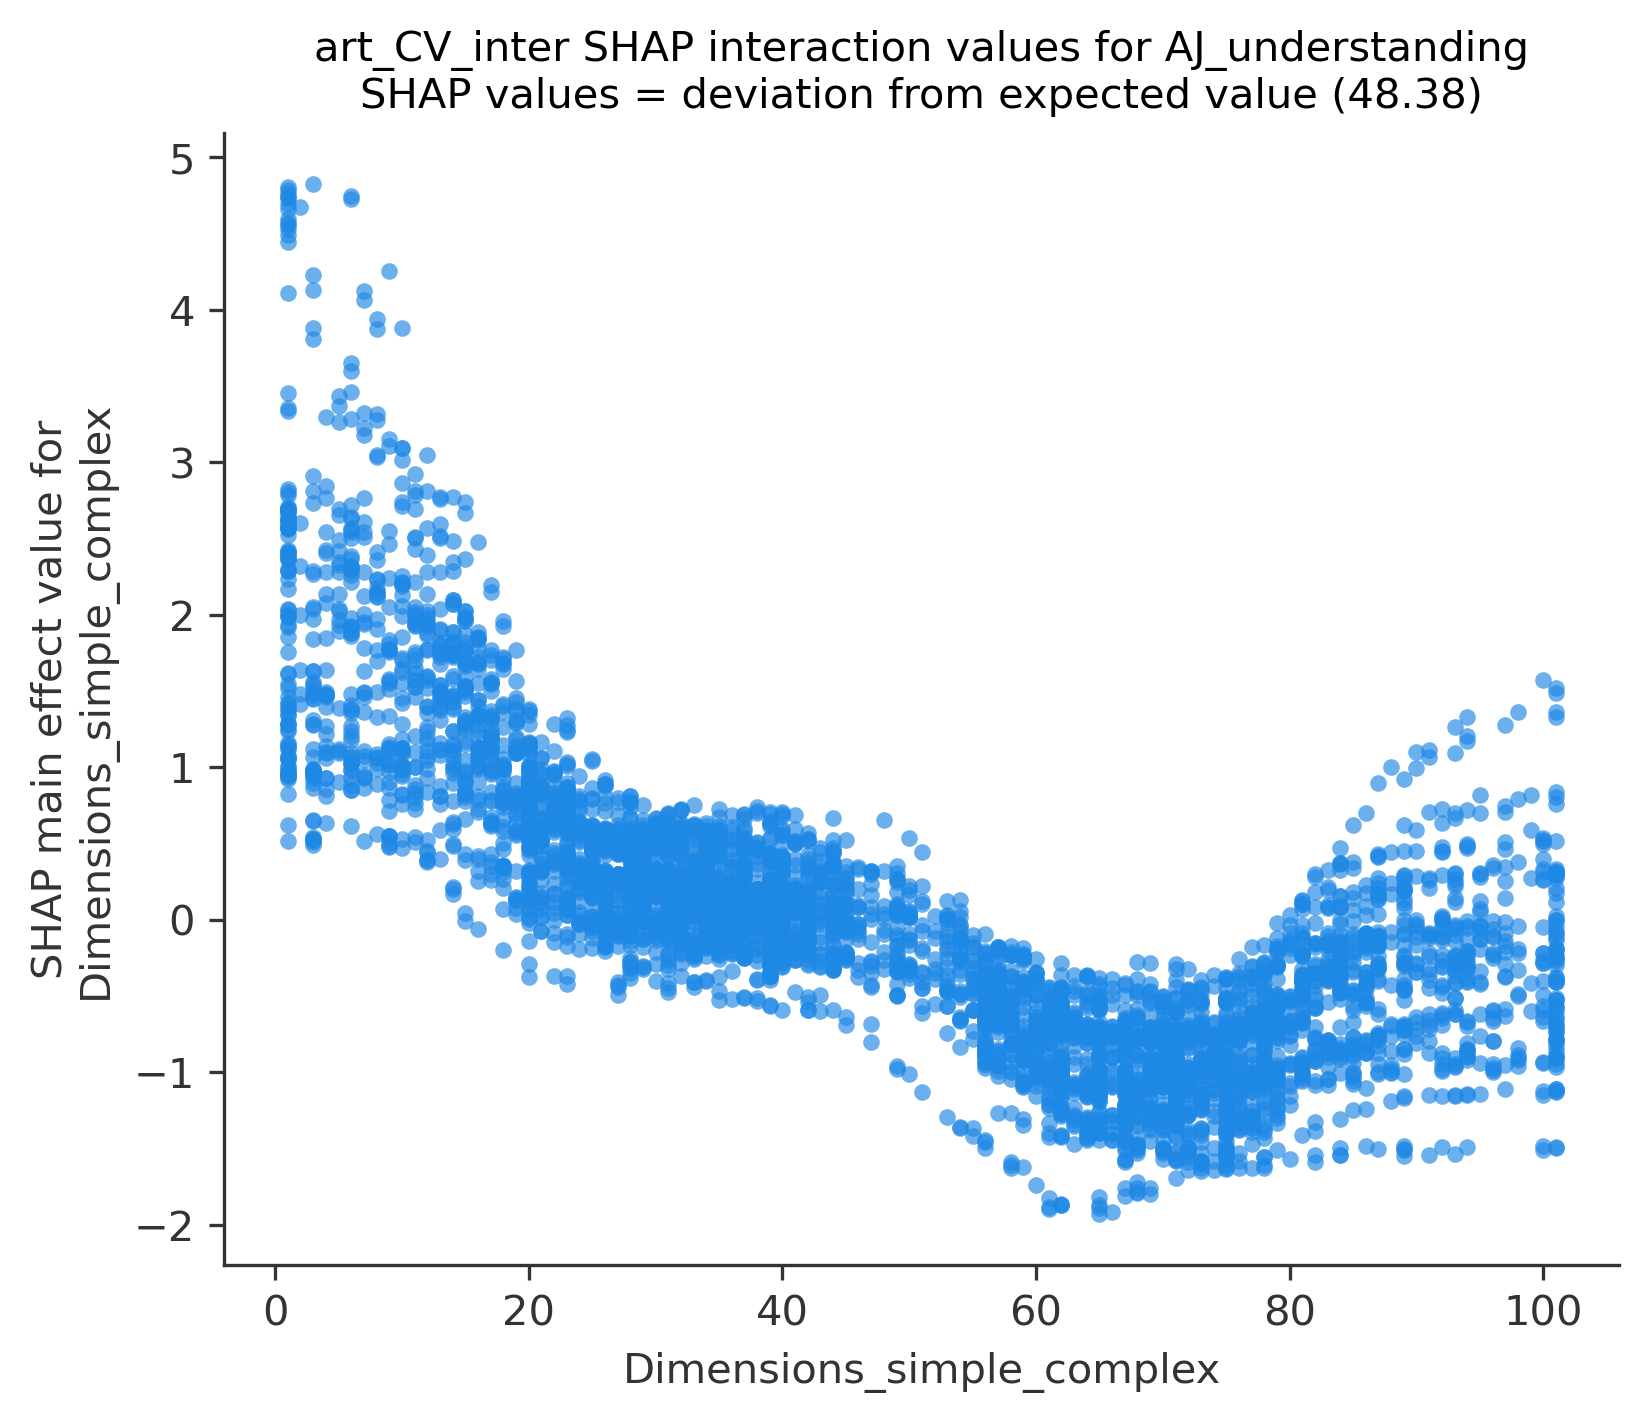 art_CV_inter SHAP interaction values for AJ_understanding
SHAP values = deviation from expected value (48.38)
5
4
3
2
1
0
−1
−2
SHAP main effect value for
Dimensions_simple_complex
0
20
40
60
80
100
Dimensions_simple_complex